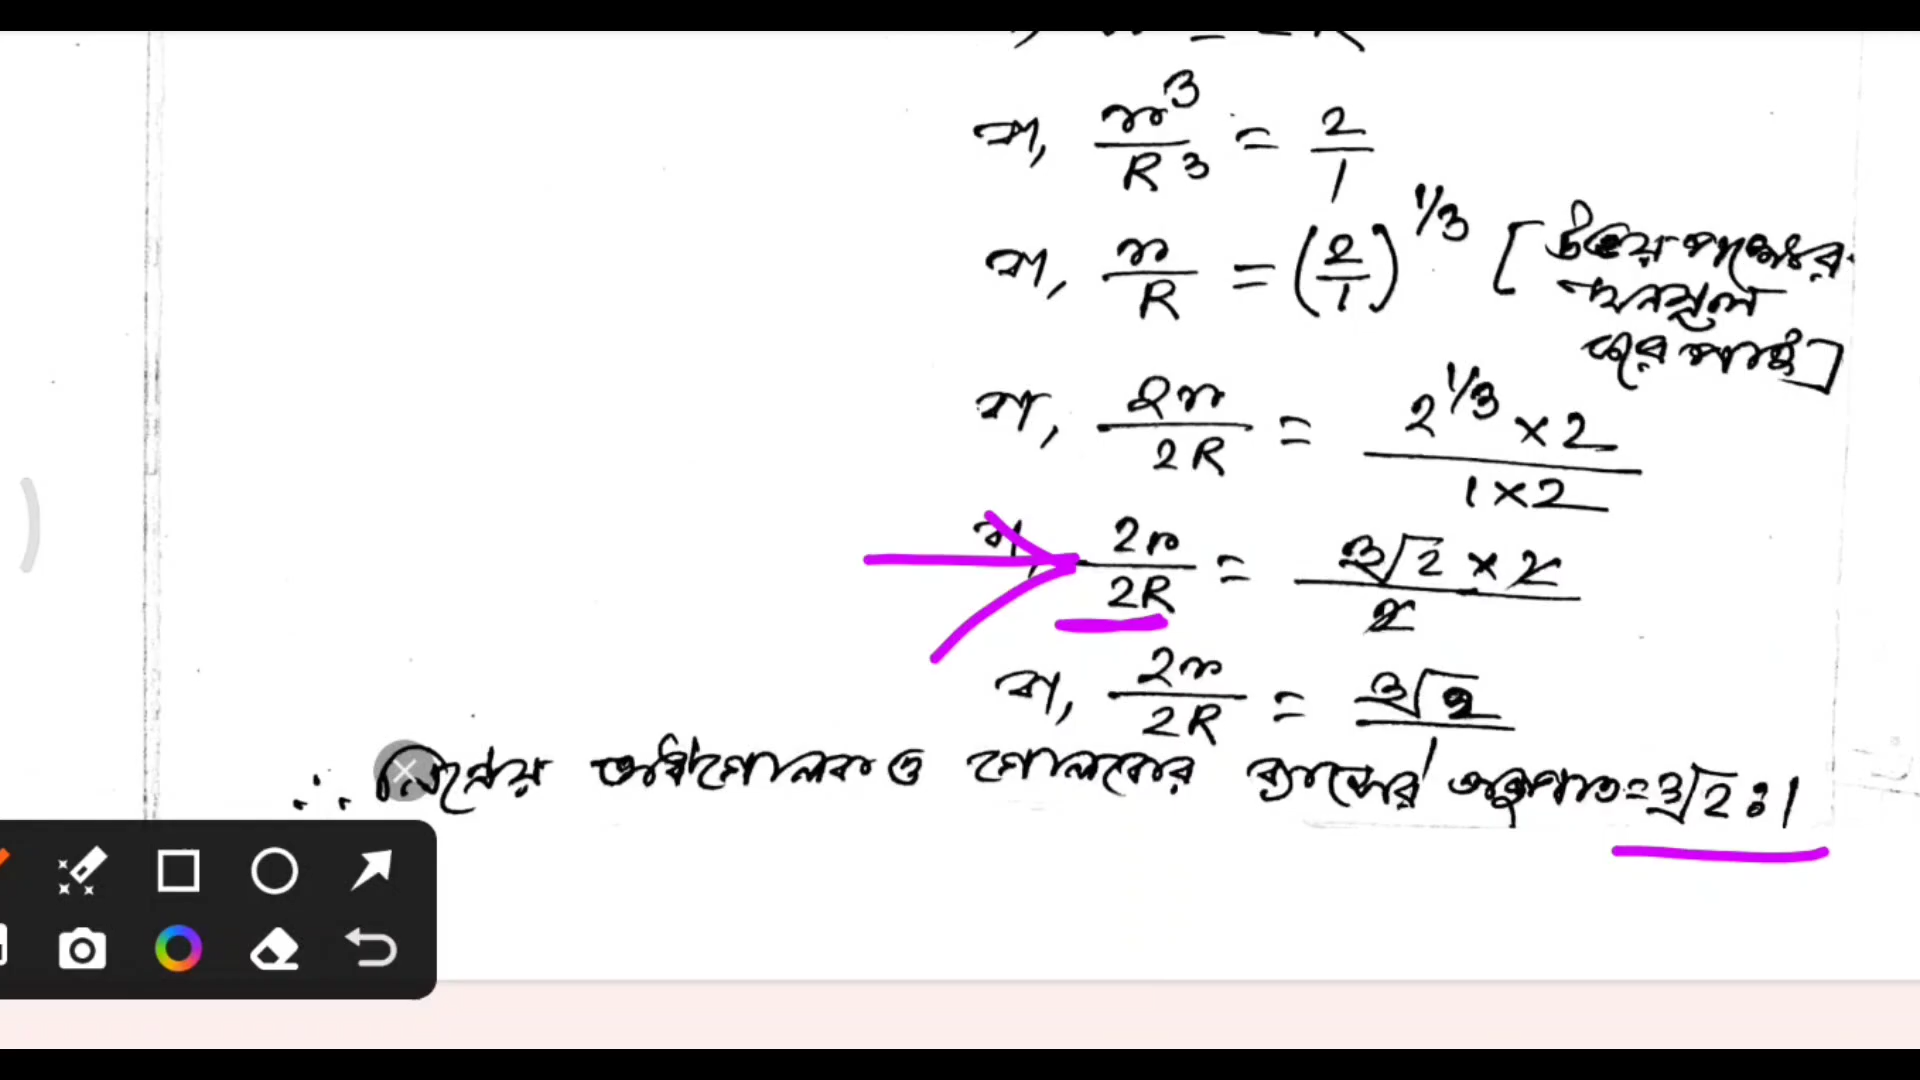 বা, r³/R³ = 2/1
বা, r/R = (2/1)^1/3 [উভয়পক্ষের
ঘনমূল
করে পাই]
বা, 2r/2R = 2^1/3 × 2 / 1 × 2
বা, 2r/2R = ∛2 × 2 / 2
বা, 2r/2R = ∛2 / 1
∴ নির্ণেয় অর্ধগোলক ও গোলকের ব্যাসের অনুপাত = ∛2 : 1